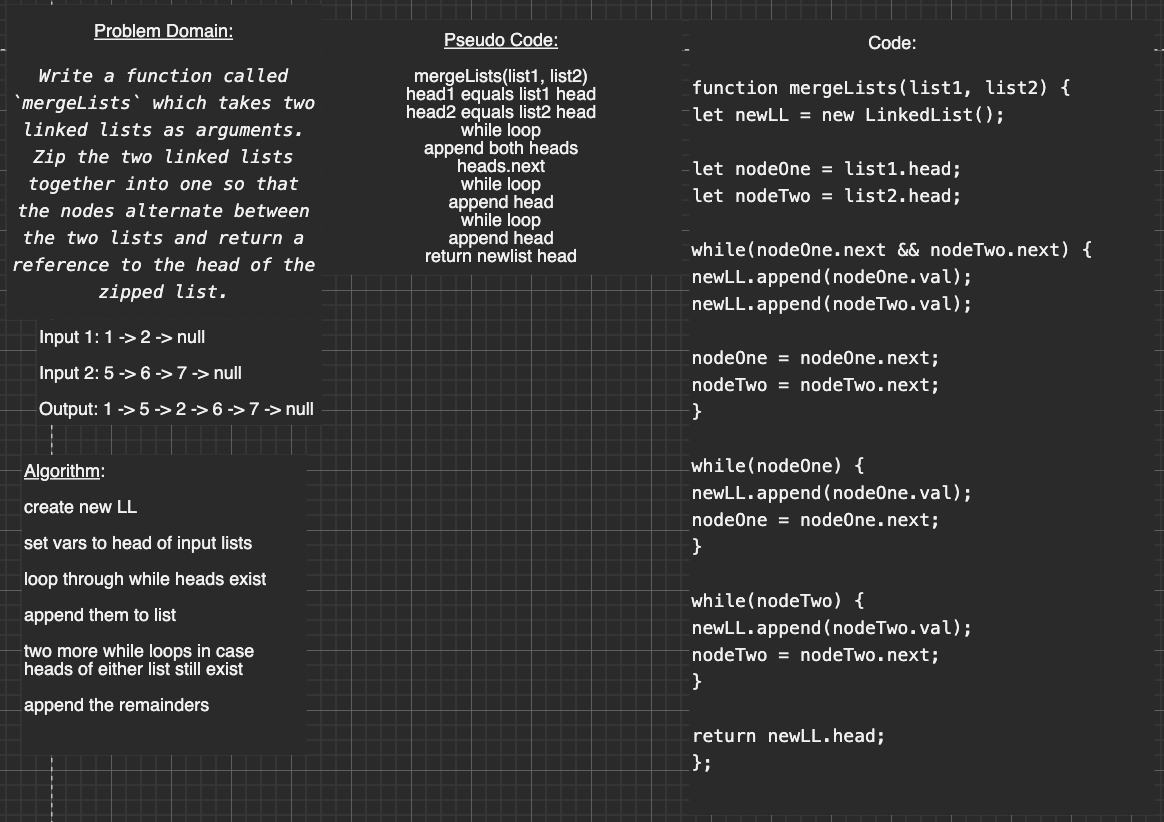 Problem Domain:
Write a function called
`mergeLists` which takes two
linked lists as arguments.
Zip the two linked lists
together into one so that
the nodes alternate between
the two lists and return a
reference to the head of the
zipped list.
Input 1: 1 -> 2 -> null
Input 2: 5 -> 6 -> 7 -> null
Output: 1 -> 5 -> 2 -> 6 -> 7 -> null
Algorithm:
create new LL
set vars to head of input lists
loop through while heads exist
append them to list
two more while loops in case
heads of either list still exist
append the remainders
Pseudo Code:
mergeLists(list1, list2)
head1 equals list1 head
head2 equals list2 head
while loop
append both heads
heads.next
while loop
append head
while loop
append head
return newlist head
Code:
function mergeLists(list1, list2) {
let newLL = new LinkedList();
let nodeOne = list1.head;
let nodeTwo = list2.head;
while(nodeOne.next && nodeTwo.next) {
newLL.append(nodeOne.val);
newLL.append(nodeTwo.val);
nodeOne = nodeOne.next;
nodeTwo = nodeTwo.next;
}
while(nodeOne) {
newLL.append(nodeOne.val);
nodeOne = nodeOne.next;
}
while(nodeTwo) {
newLL.append(nodeTwo.val);
nodeTwo = nodeTwo.next;
}
return newLL.head;
};